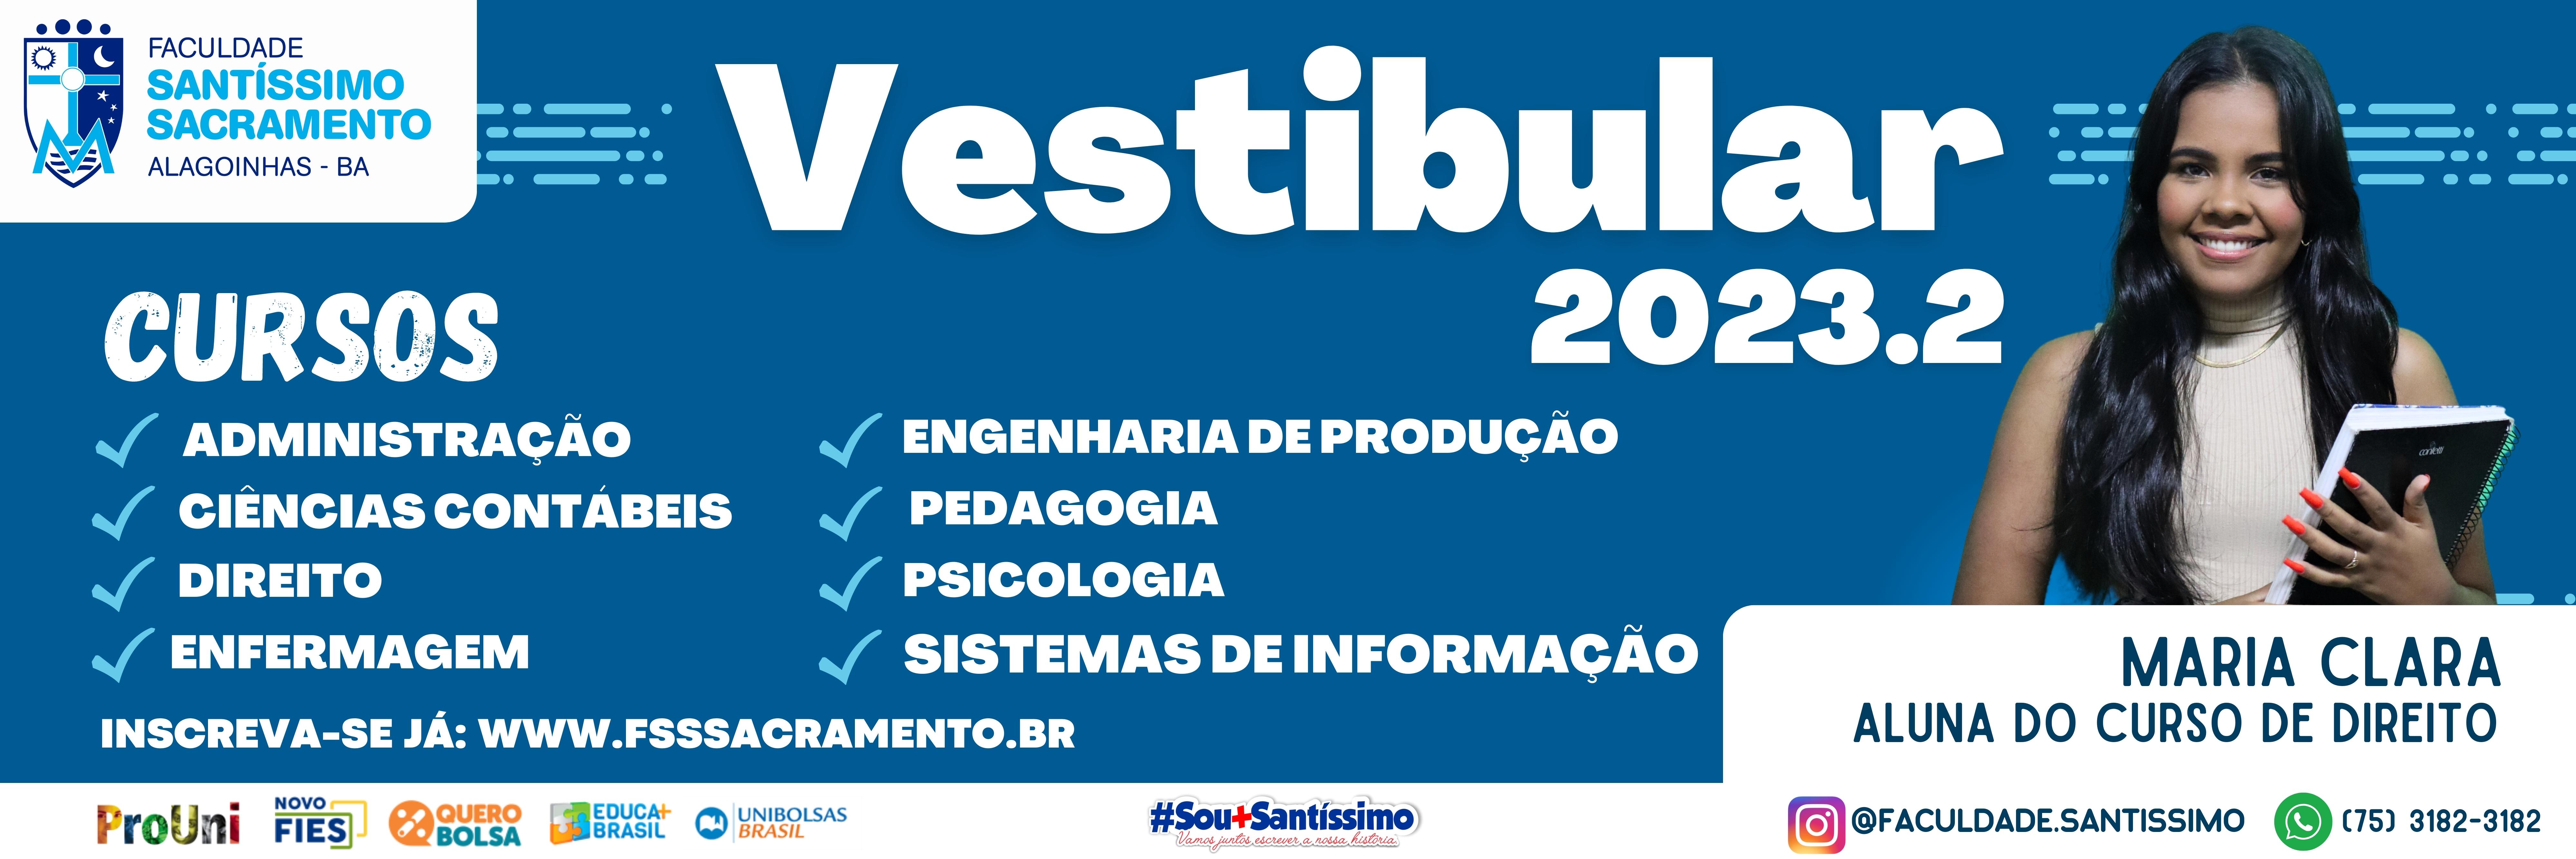 FACULDADE
SANTÍSSIMO
SACRAMENTO
ALAGOINHAS - BA
Vestibular
2023.2
CURSOS
ADMINISTRAÇÃO
CIÊNCIAS CONTÁBEIS
DIREITO
ENFERMAGEM
ENGENHARIA DE PRODUÇÃO
PEDAGOGIA
PSICOLOGIA
SISTEMAS DE INFORMAÇÃO
INSCREVA-SE JÁ: WWW.FSSSACRAMENTO.BR
confetti
MARIA CLARA
ALUNA DO CURSO DE DIREITO
ProUni
NOVO
FIES
QUERO
BOLSA
EDUCA+
BRASIL
UNIBOLSAS
BRASIL
#Sou+Santíssimo
Vamos juntos escrever a nossa história.
@FACULDADE.SANTISSIMO
(75) 3182-3182